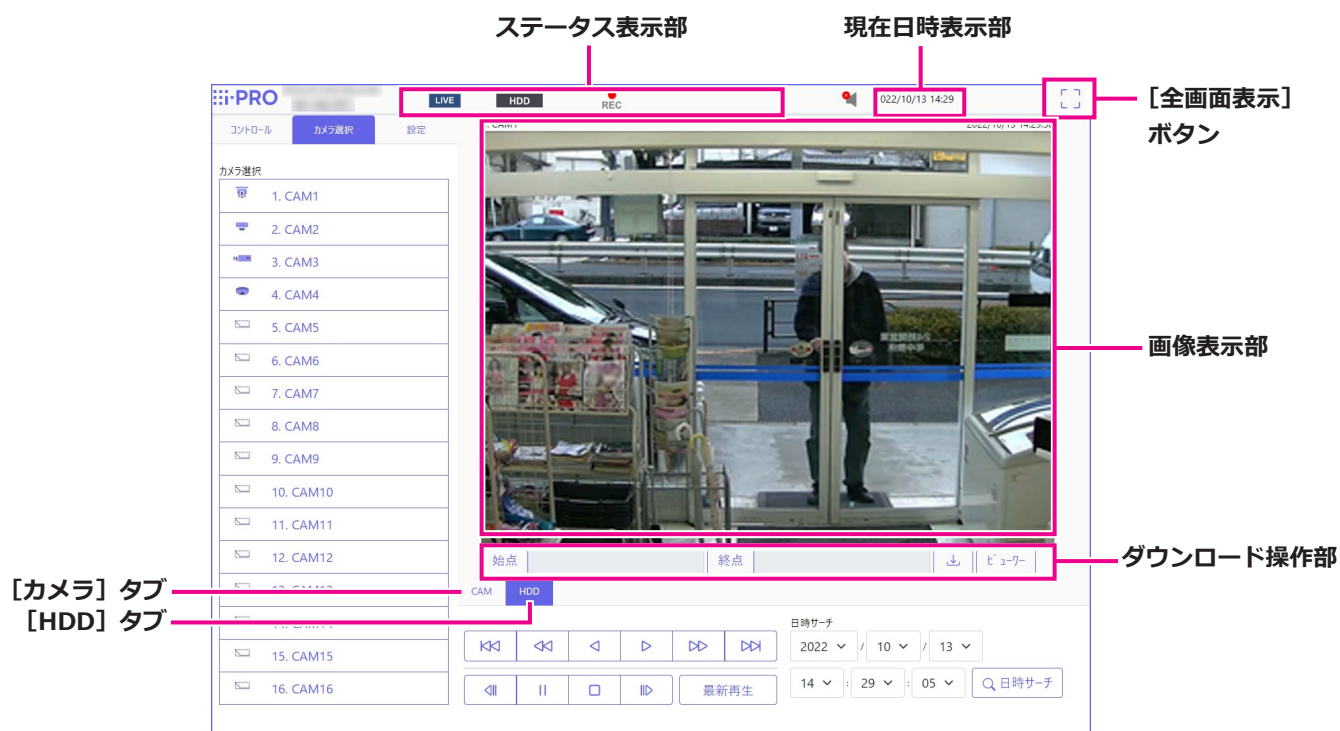 ステータス表示部
現在日時表示部
i-PRO
LIVE
HDD
REC
022/10/13 14:29
［全画面表示］
ボタン
コントロール
カメラ選択
設定
カメラ選択
1. CAM1
2. CAM2
3. CAM3
4. CAM4
5. CAM5
6. CAM6
7. CAM7
8. CAM8
9. CAM9
10. CAM10
11. CAM11
12. CAM12
15. CAM15
16. CAM16
画像表示部
始点
終点
ビューワー
ダウンロード操作部
［カメラ］タブ
［HDD］タブ
CAM
HDD
最新再生
日時サーチ
2022 / 10 / 13
14 : 29 : 05
日時サーチ